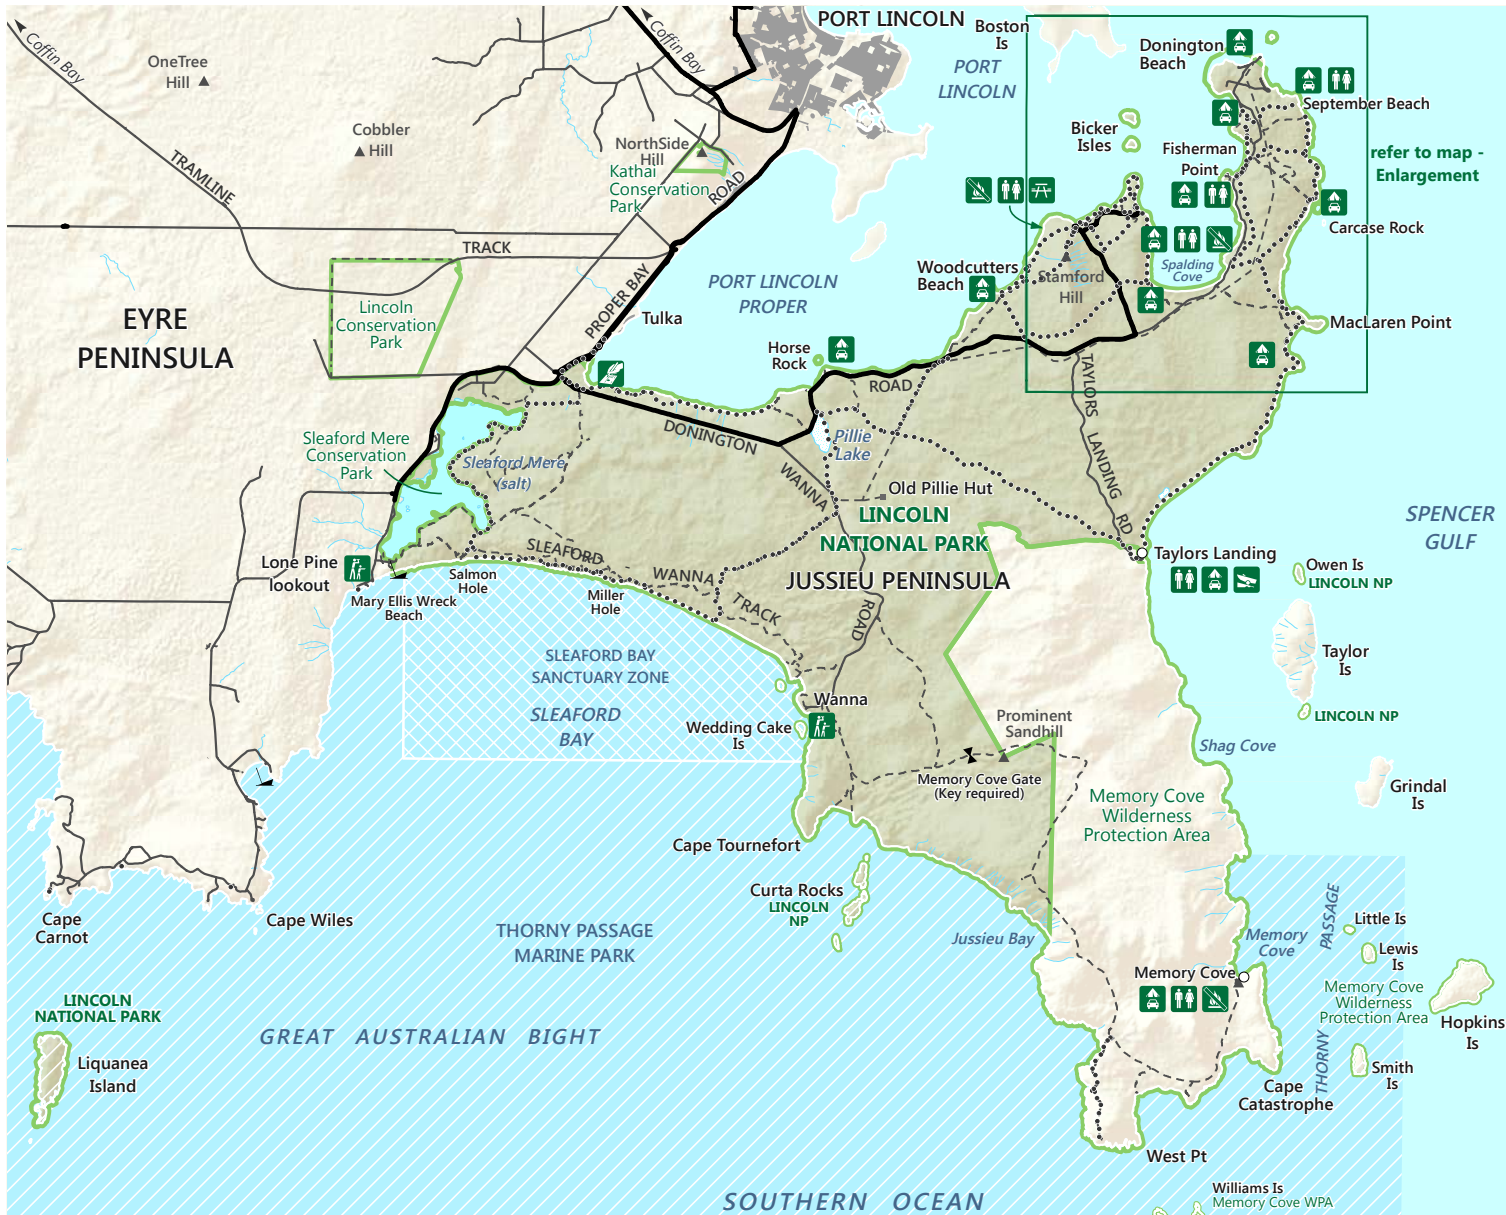 PORT LINCOLN
Boston
Is
PORT
LINCOLN
Coffin Bay
Coffin Bay
OneTree
Hill
Donington
Beach
September Beach
Cobbler
Hill
NorthSide
Hill
Kathai
Conservation
Park
ROAD
Bicker
Isles
Fisherman
Point
refer to map -
Enlargement
TRAMLINE
TRACK
Carcase Rock
PORT LINCOLN
PROPER
Woodcutters
Beach
Stamford
Hill
Spalding
Cove
PROPER BAY
Lincoln
Conservation
Park
EYRE
PENINSULA
Tulka
MacLaren Point
Horse
Rock
ROAD
TAYLORS LANDING RD
DONINGTON
Pillie
Lake
Sleaford Mere
Conservation
Park
Sleaford Mere
(salt)
WANNA
Old Pillie Hut
LINCOLN
NATIONAL PARK
SPENCER
GULF
Lone Pine
lookout
SLEAFORD
WANNA
TRACK
Salmon
Hole
Miller
Hole
Mary Ellis Wreck
Beach
JUSSIEU PENINSULA
ROAD
Taylors Landing
Owen Is
LINCOLN NP
Taylor
Is
LINCOLN NP
SLEAFORD BAY
SANCTUARY ZONE
SLEAFORD
BAY
Wanna
Wedding Cake
Is
Prominent
Sandhill
Shag Cove
Memory Cove Gate
(Key required)
Grindal
Is
Memory Cove
Wilderness
Protection Area
Cape Tournefort
Curta Rocks
LINCOLN
NP
Cape
Carnot
Cape Wiles
THORNY PASSAGE
MARINE PARK
Jussieu Bay
Memory
Cove
THORNY PASSAGE
Little Is
Lewis
Is
Memory Cove
Memory Cove
Wilderness
Protection Area
Hopkins
Is
LINCOLN
NATIONAL PARK
Liquanea
Island
GREAT AUSTRALIAN BIGHT
Smith
Is
Cape
Catastrophe
West Pt
SOUTHERN OCEAN
Williams Is
Memory Cove WPA